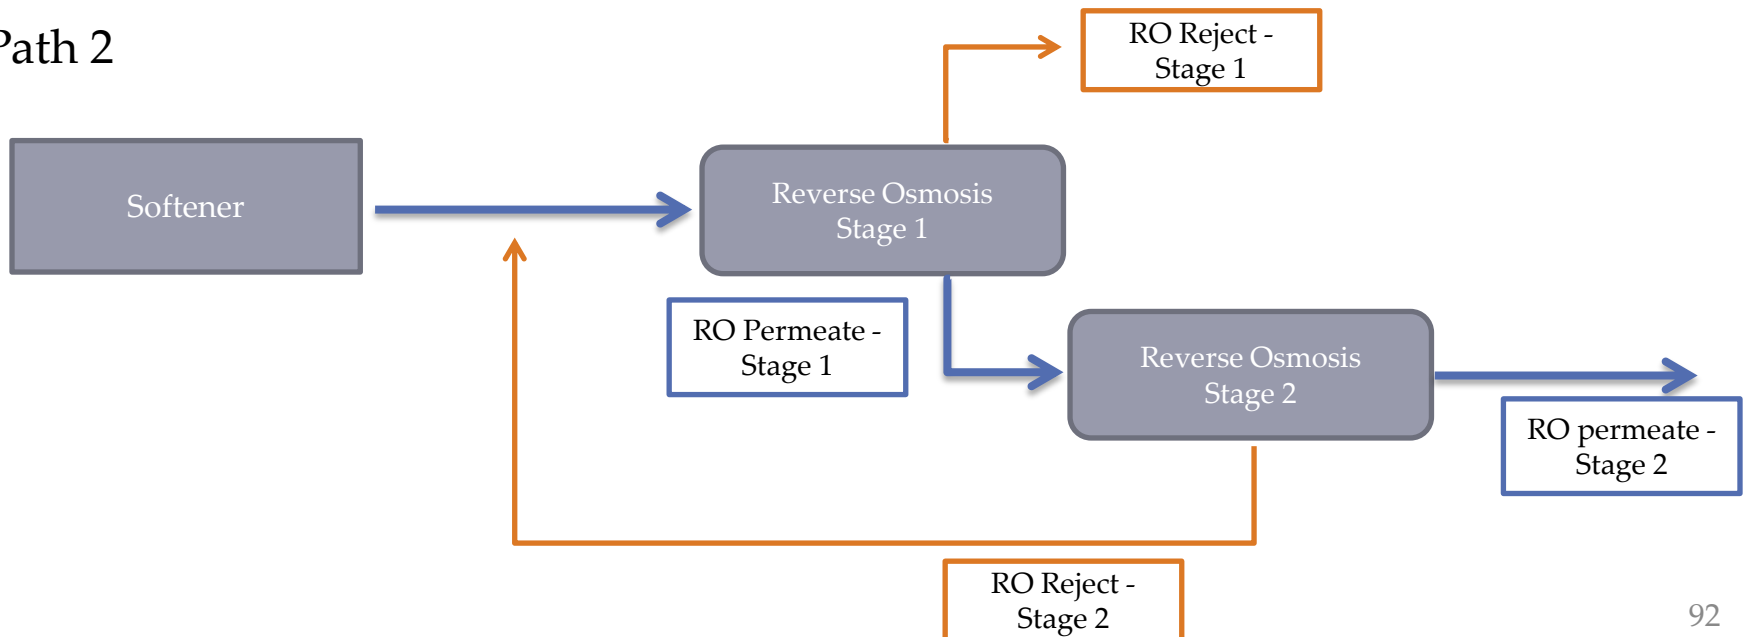 Path 2
RO Reject -
Stage 1
Softener
Reverse Osmosis
Stage 1
RO Permeate -
Stage 1
Reverse Osmosis
Stage 2
RO permeate -
Stage 2
RO Reject -
Stage 2
92